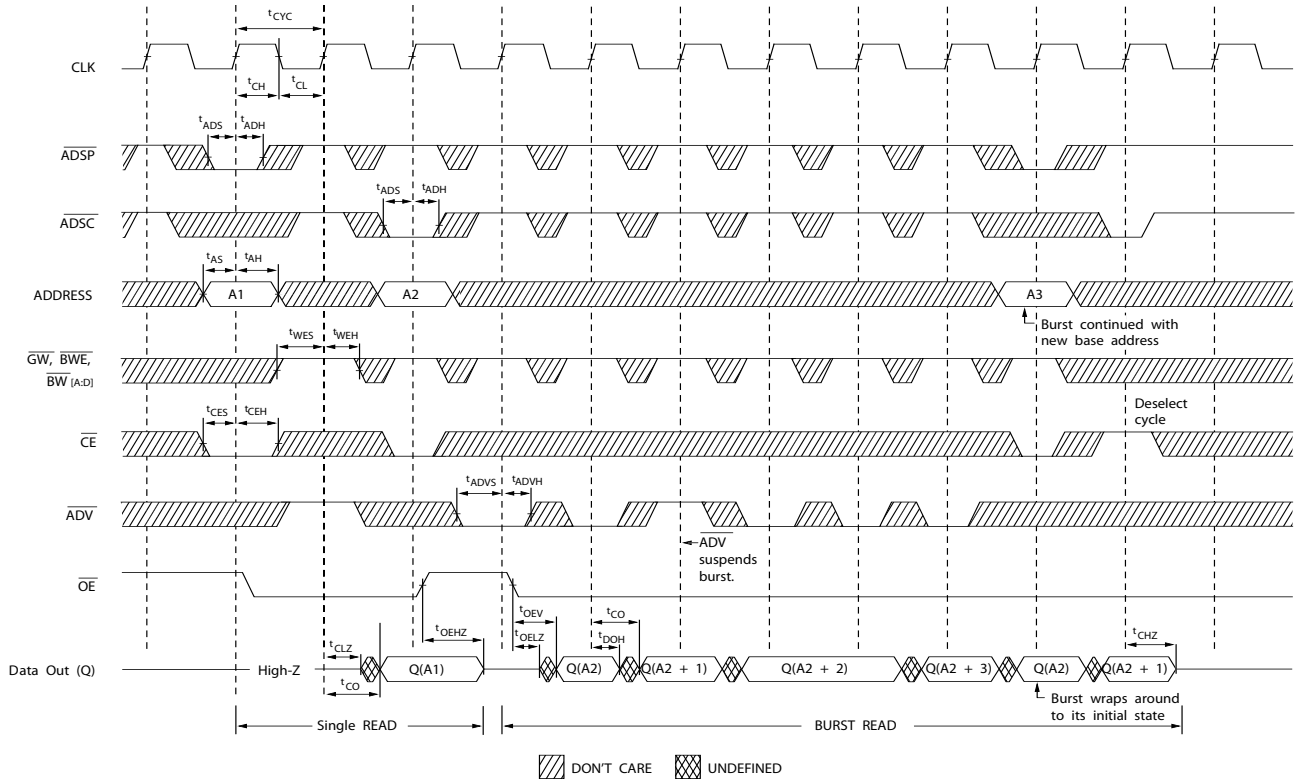 tCYC
CLK
tCH
tCL
tADS
tADH
ADSP
tADS
tADH
ADSC
tAS
tAH
ADDRESS
A1
A2
A3
Burst continued with
new base address
tWES
tWEH
GW, BWE,
BW [A:D]
Deselect
cycle
tCES
tCEH
CE
tADVS
tADVH
ADV
ADV
suspends
burst.
OE
tOEHZ
tOEV
tCO
tOELZ
tDOH
tCLZ
tCHZ
Data Out (Q)
High-Z
Q(A1)
Q(A2)
Q(A2 + 1)
Q(A2 + 2)
Q(A2 + 3)
Q(A2)
Q(A2 + 1)
tCO
Burst wraps around
to its initial state
Single READ
BURST READ
DON'T CARE
UNDEFINED